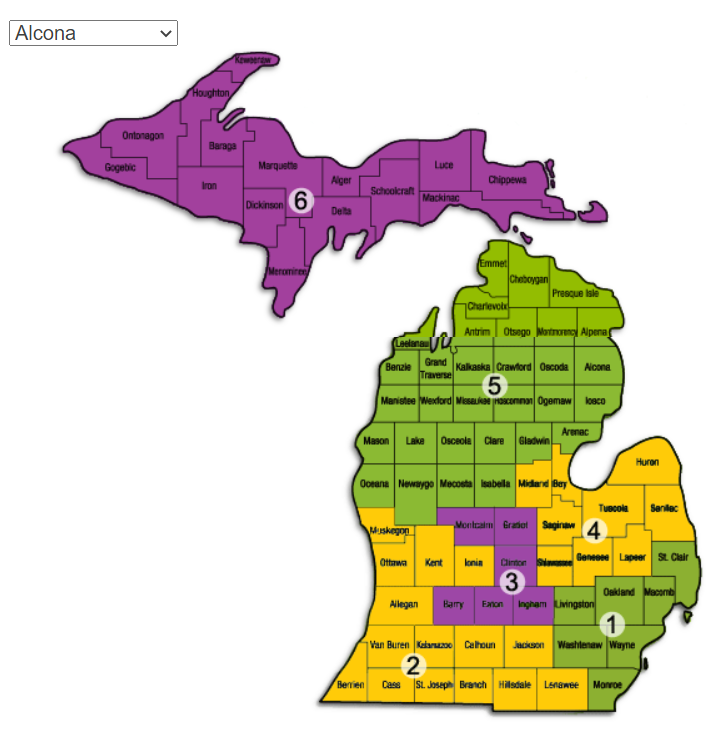 Alcona
Keweenaw
Houghton
Ontonagon
Baraga
Gogebic
Iron
Marquette
Dickinson
6
Alger
Delta
Schoolcraft
Luce
Chippewa
Mackinac
Menominee
Emmet
Cheboygan
Presque Isle
Charlevoix
Antrim
Otsego
Montmorency
Alpena
Leelanau
Benzie
Grand
Traverse
Kalkaska
Crawford
Oscoda
Alcona
5
Manistee
Wexford
Missaukee
Roscommon
Ogemaw
Iosco
Mason
Lake
Osceola
Clare
Gladwin
Arenac
Oceana
Newaygo
Mecosta
Isabella
Midland
Bay
Huron
Muskegon
Montcalm
Gratiot
Saginaw
Tuscola
Sanilac
4
Ottawa
Kent
Ionia
Clinton
Shiawassee
Genesee
Lapeer
St. Clair
3
Allegan
Barry
Eaton
Ingham
Livingston
Oakland
Macomb
1
Van Buren
Kalamazoo
Calhoun
Jackson
Washtenaw
Wayne
2
Berrien
Cass
St. Joseph
Branch
Hillsdale
Lenawee
Monroe